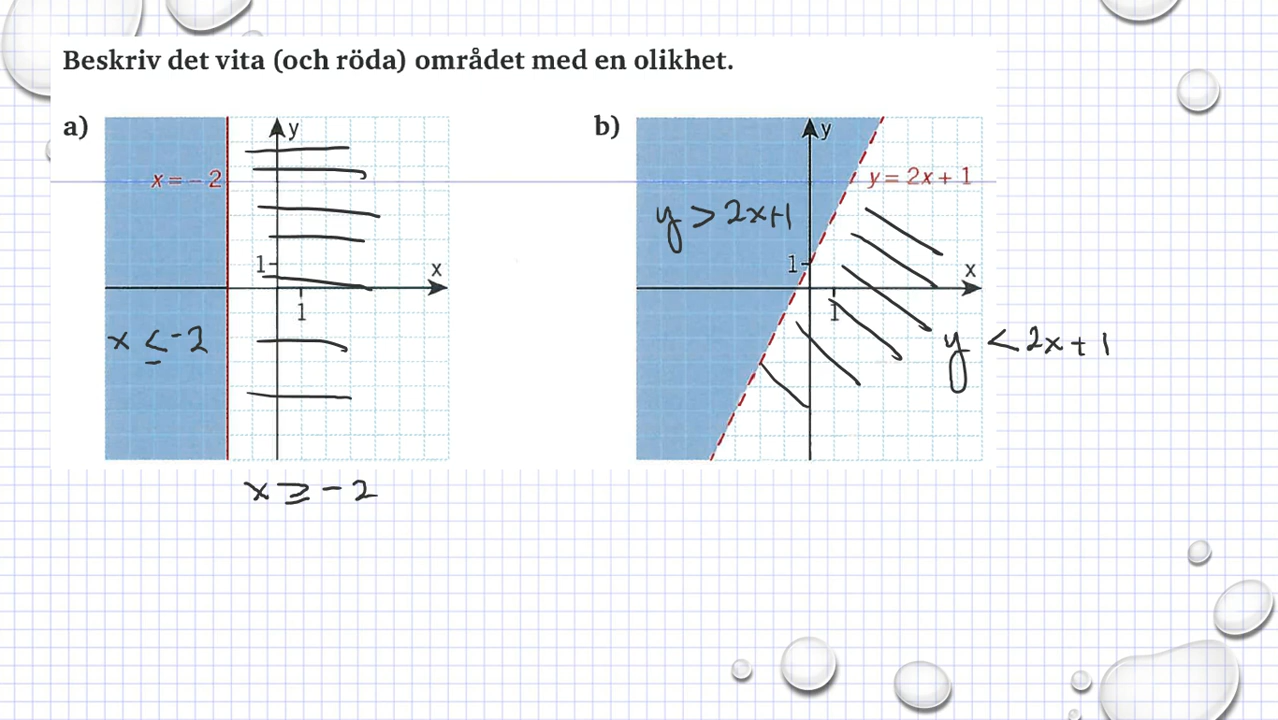 Beskriv det vita (och röda) området med en olikhet.
a)
y
x = – 2
1
x
1
x ≤ -2
x ≥ - 2
b)
y
y = 2x + 1
y > 2x+1
1
x
1
y < 2x + 1